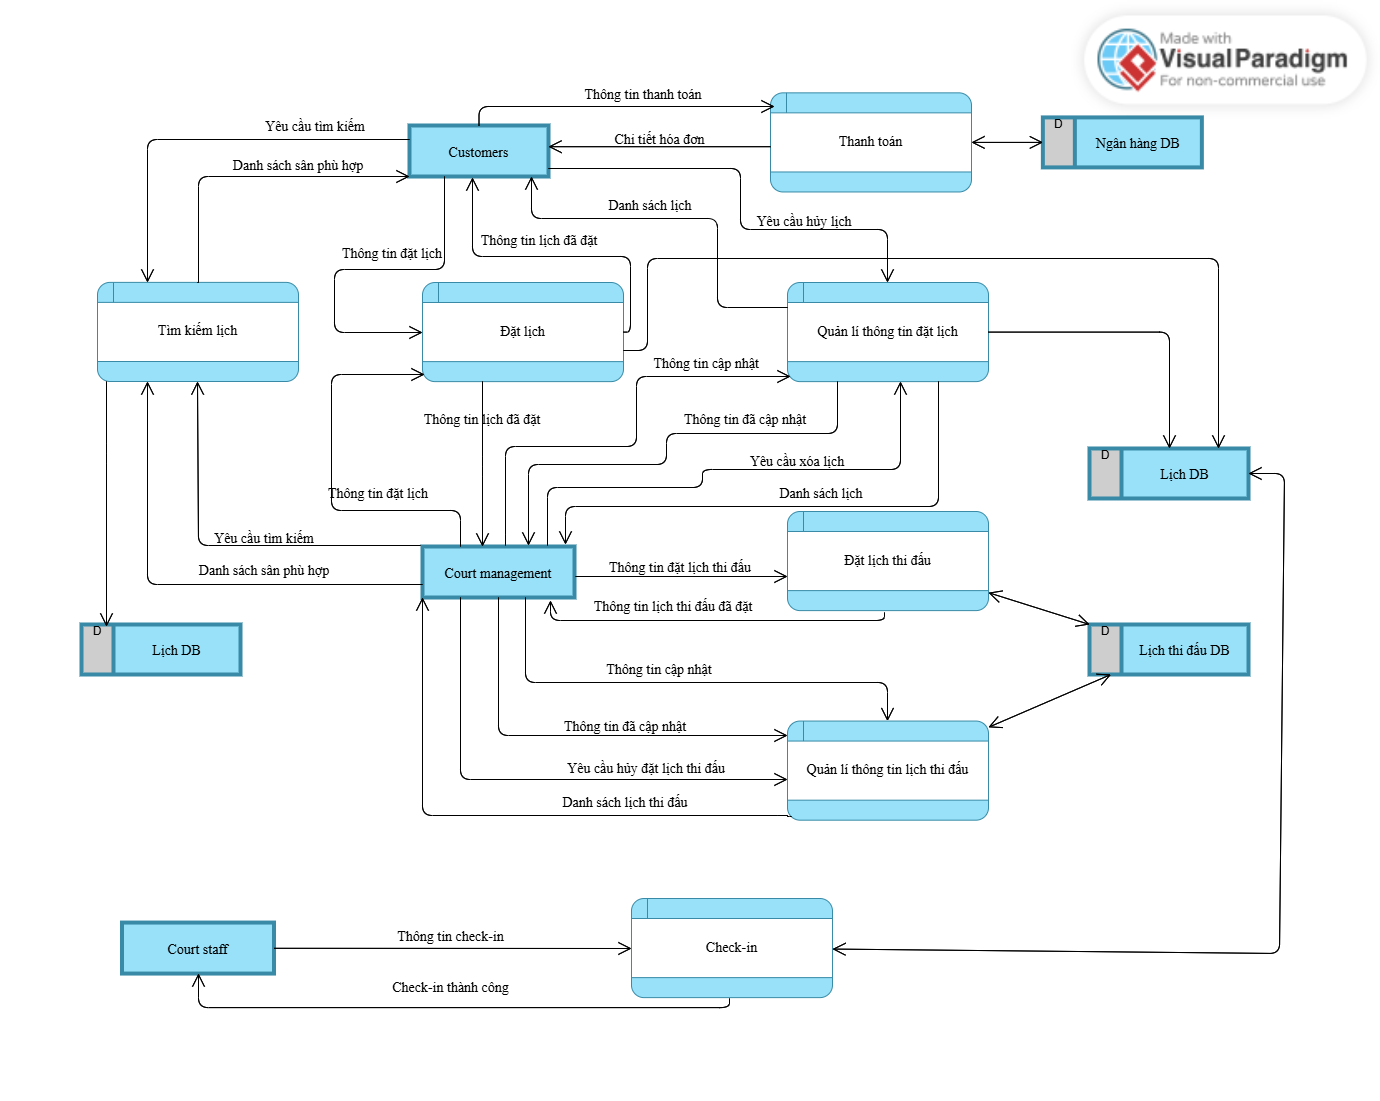 Made with
Visual Paradigm
For non-commercial use
Thông tin thanh toán
Yêu cầu tìm kiếm
Customers
Chi tiết hóa đơn
Thanh toán
D
Ngân hàng DB
Danh sách sân phù hợp
Danh sách lịch
Yêu cầu hủy lịch
Thông tin đặt lịch
Thông tin lịch đã đặt
Tìm kiếm lịch
Đặt lịch
Quản lí thông tin đặt lịch
Thông tin cập nhật
Thông tin lịch đã đặt
Thông tin đã cập nhật
Yêu cầu xóa lịch
D
Lịch DB
Thông tin đặt lịch
Danh sách lịch
Yêu cầu tìm kiếm
Danh sách sân phù hợp
Court management
Thông tin đặt lịch thi đấu
Đặt lịch thi đấu
Thông tin lịch thi đấu đã đặt
D
Lịch DB
D
Lịch thi đấu DB
Thông tin cập nhật
Thông tin đã cập nhật
Yêu cầu hủy đặt lịch thi đấu
Quản lí thông tin lịch thi đấu
Danh sách lịch thi đấu
Court staff
Thông tin check-in
Check-in
Check-in thành công